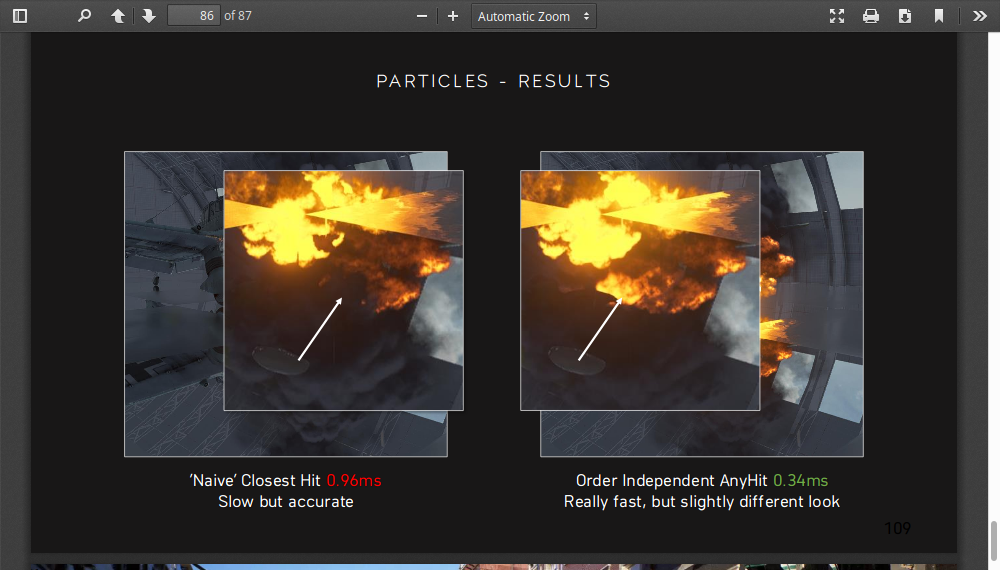 86 of 87
Automatic Zoom
PARTICLES - RESULTS
'Naive' Closest Hit 0.96ms
Slow but accurate
Order Independent AnyHit 0.34ms
Really fast, but slightly different look
109